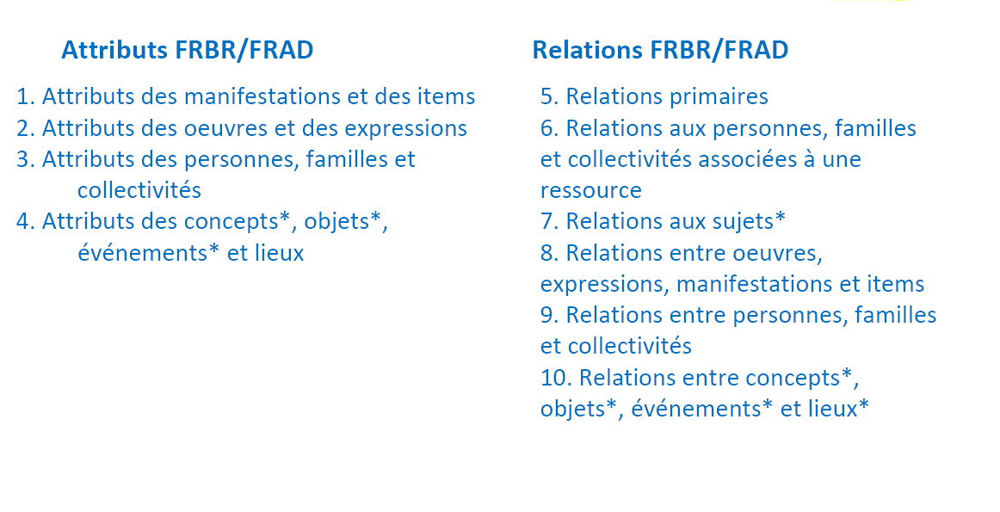 Attributs FRBR/FRAD
1. Attributs des manifestations et des items
2. Attributs des oeuvres et des expressions
3. Attributs des personnes, familles et
collectivités
4. Attributs des concepts*, objets*,
événements* et lieux
Relations FRBR/FRAD
5. Relations primaires
6. Relations aux personnes, familles
et collectivités associées à une
ressource
7. Relations aux sujets*
8. Relations entre oeuvres,
expressions, manifestations et items
9. Relations entre personnes, familles
et collectivités
10. Relations entre concepts*,
objets*, événements* et lieux*